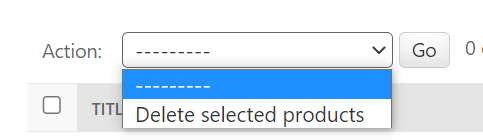 Action: --------- Go 0
---------
TITL
Delete selected products